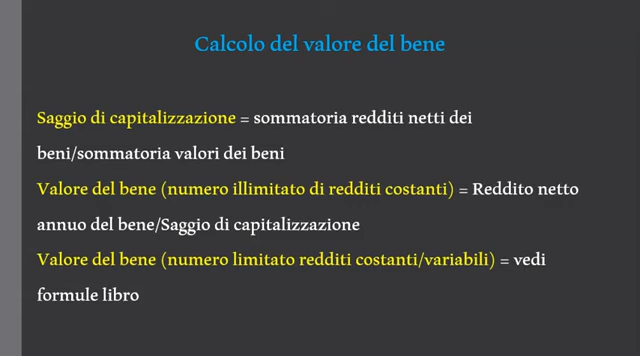 Calcolo del valore del bene
Saggio di capitalizzazione = sommatoria redditi netti dei
beni/sommatoria valori dei beni
Valore del bene (numero illimitato di redditi costanti) = Reddito netto
annuo del bene/Saggio di capitalizzazione
Valore del bene (numero limitato redditi costanti/variabili) = vedi
formule libro